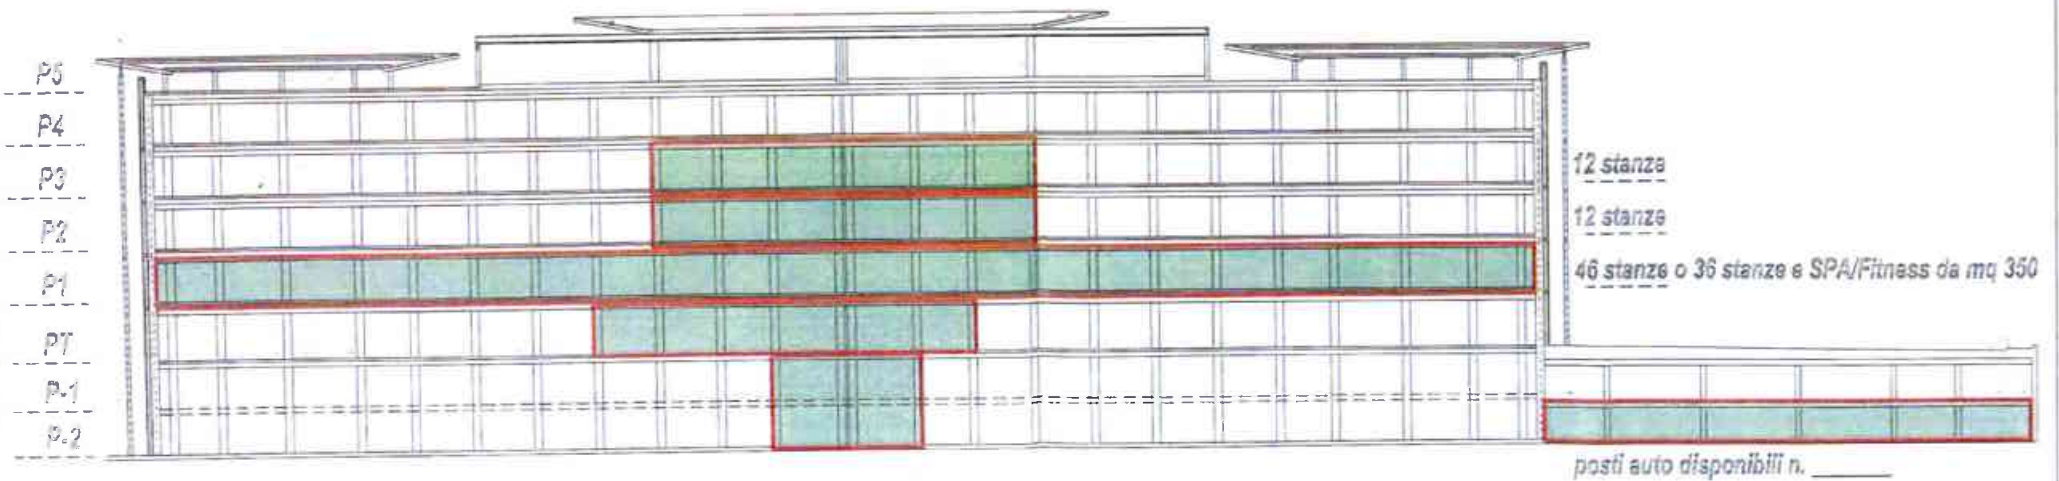 P5
P4
P3
12 stanze
P2
12 stanze
P1
46 stanze o 36 stanze e SPA/Fitness da mq 350
PT
P-1
P-2
posti auto disponibili n. ________